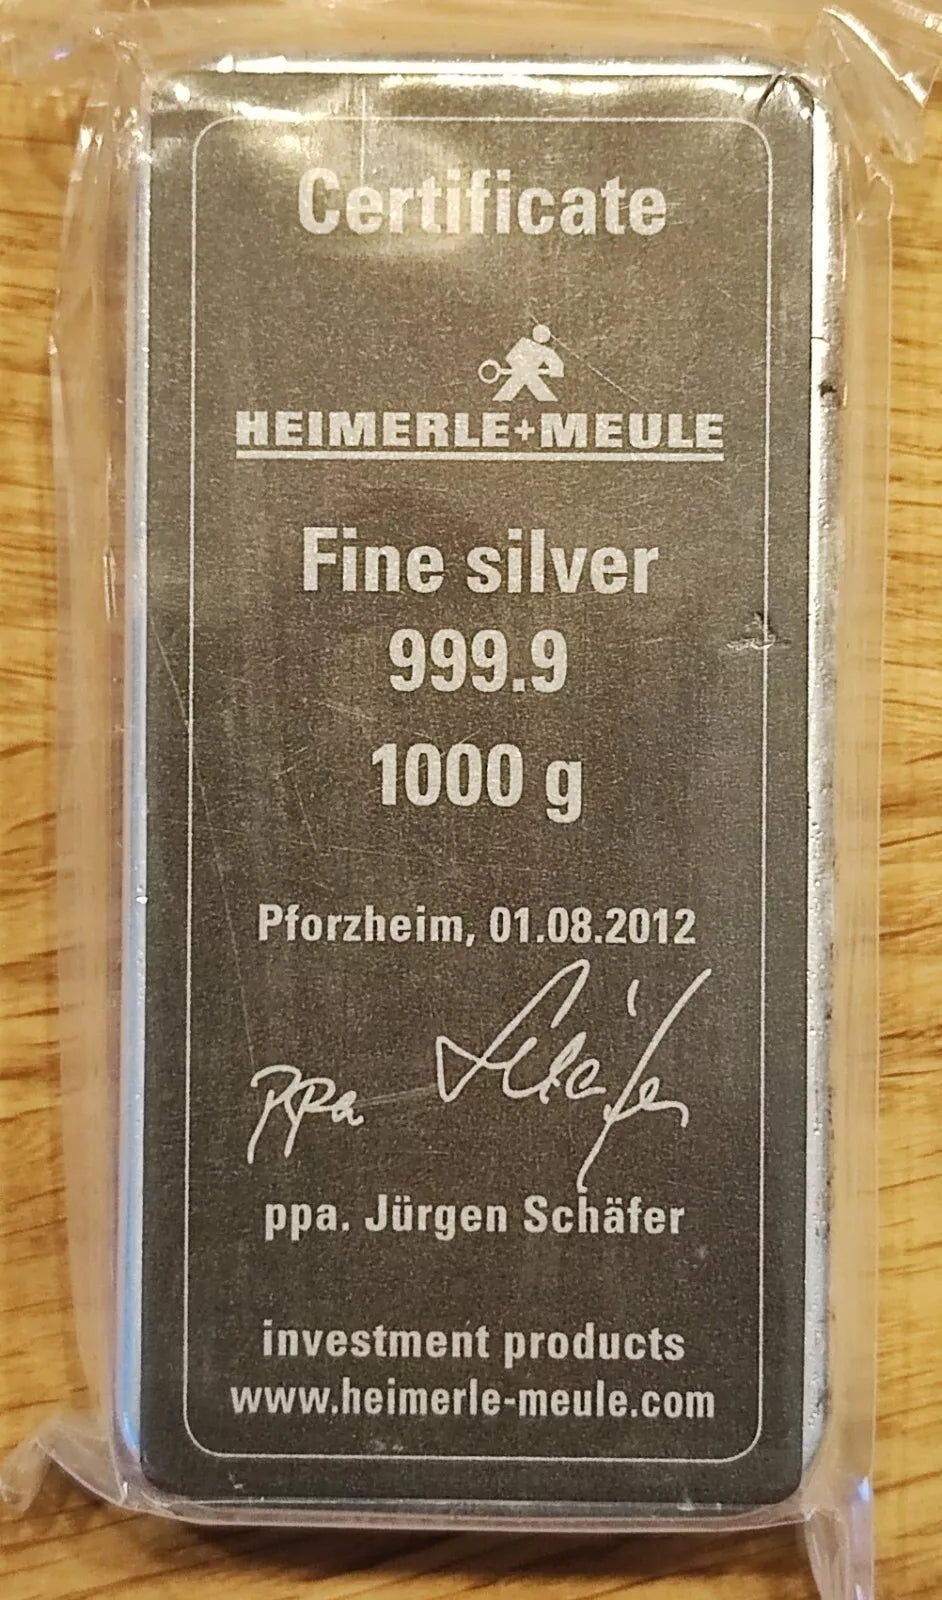 Certificate
HEIMERLE+MEULE
Fine silver
999.9
1000 g
Pforzheim, 01.08.2012
ppa Schäfer
ppa. Jürgen Schäfer
investment products
www.heimerle-meule.com